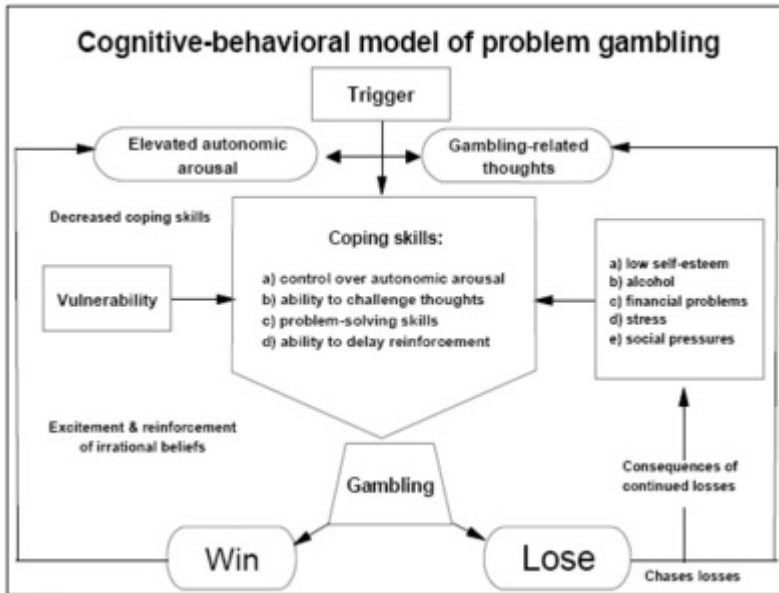 Cognitive-behavioral model of problem gambling
Trigger
Elevated autonomic
arousal
Gambling-related
thoughts
Decreased coping skills
Coping skills:
a) control over autonomic arousal
b) ability to challenge thoughts
c) problem-solving skills
d) ability to delay reinforcement
Vulnerability
a) low self-esteem
b) alcohol
c) financial problems
d) stress
e) social pressures
Excitement & reinforcement
of irrational beliefs
Gambling
Consequences of
continued losses
Win
Lose
Chases losses